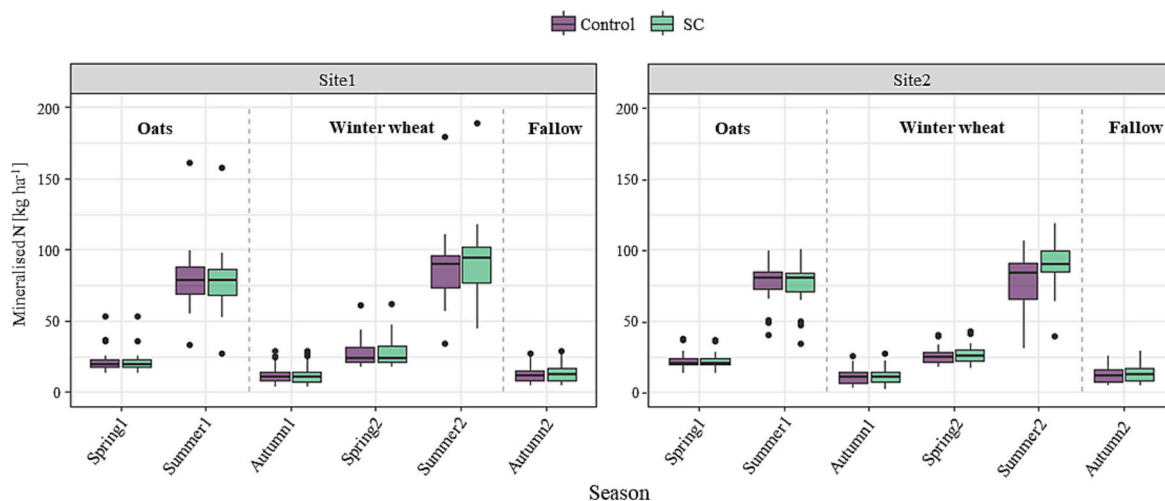 Control SC
Site1 Site2
200 200
Oats Winter wheat Fallow Oats Winter wheat Fallow
150 150
100 100
50 50
0 0
Mineralised N [kg ha⁻¹]
Spring1 Summer1 Autumn1 Spring2 Summer2 Autumn2 Spring1 Summer1 Autumn1 Spring2 Summer2 Autumn2
Season